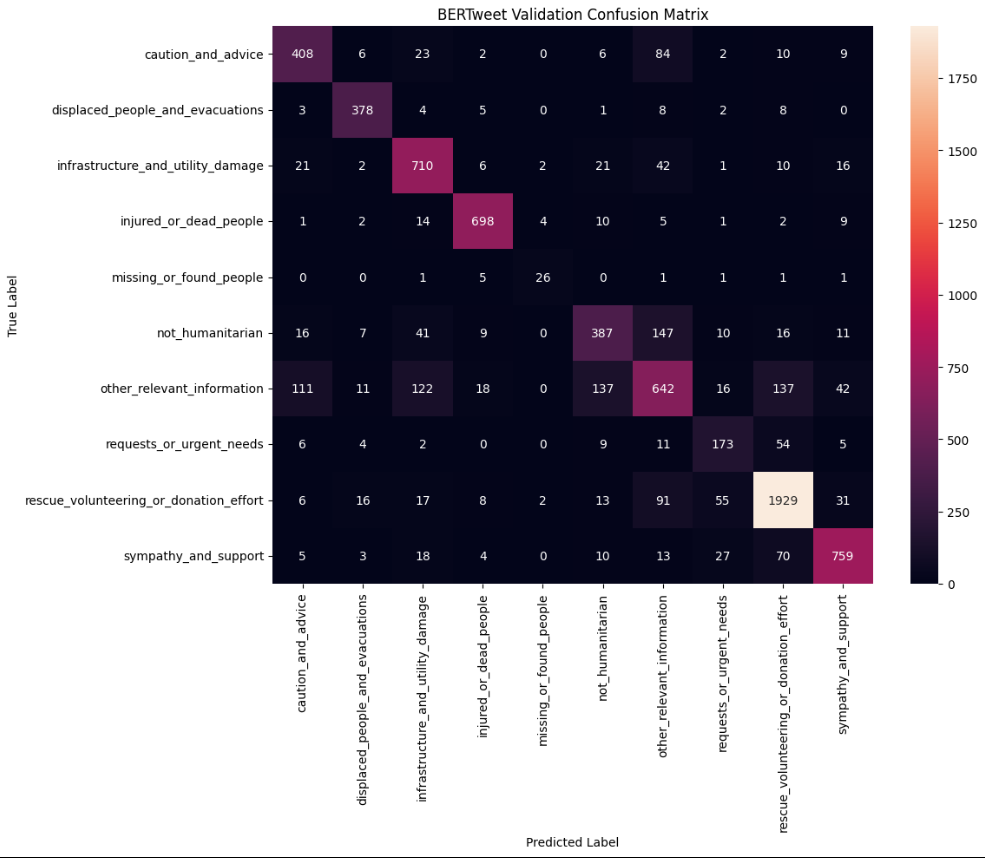 BERTweet Validation Confusion Matrix
True Label
caution_and_advice 408 6 23 2 0 6 84 2 10 9
displaced_people_and_evacuations 3 378 4 5 0 1 8 2 8 0
infrastructure_and_utility_damage 21 2 710 6 2 21 42 1 10 16
injured_or_dead_people 1 2 14 698 4 10 5 1 2 9
missing_or_found_people 0 0 1 5 26 0 1 1 1 1
not_humanitarian 16 7 41 9 0 387 147 10 16 11
other_relevant_information 111 11 122 18 0 137 642 16 137 42
requests_or_urgent_needs 6 4 2 0 0 9 11 173 54 5
rescue_volunteering_or_donation_effort 6 16 17 8 2 13 91 55 1929 31
sympathy_and_support 5 3 18 4 0 10 13 27 70 759
caution_and_advice
displaced_people_and_evacuations
infrastructure_and_utility_damage
injured_or_dead_people
missing_or_found_people
not_humanitarian
other_relevant_information
requests_or_urgent_needs
rescue_volunteering_or_donation_effort
sympathy_and_support
Predicted Label
1750
1500
1250
1000
750
500
250
0